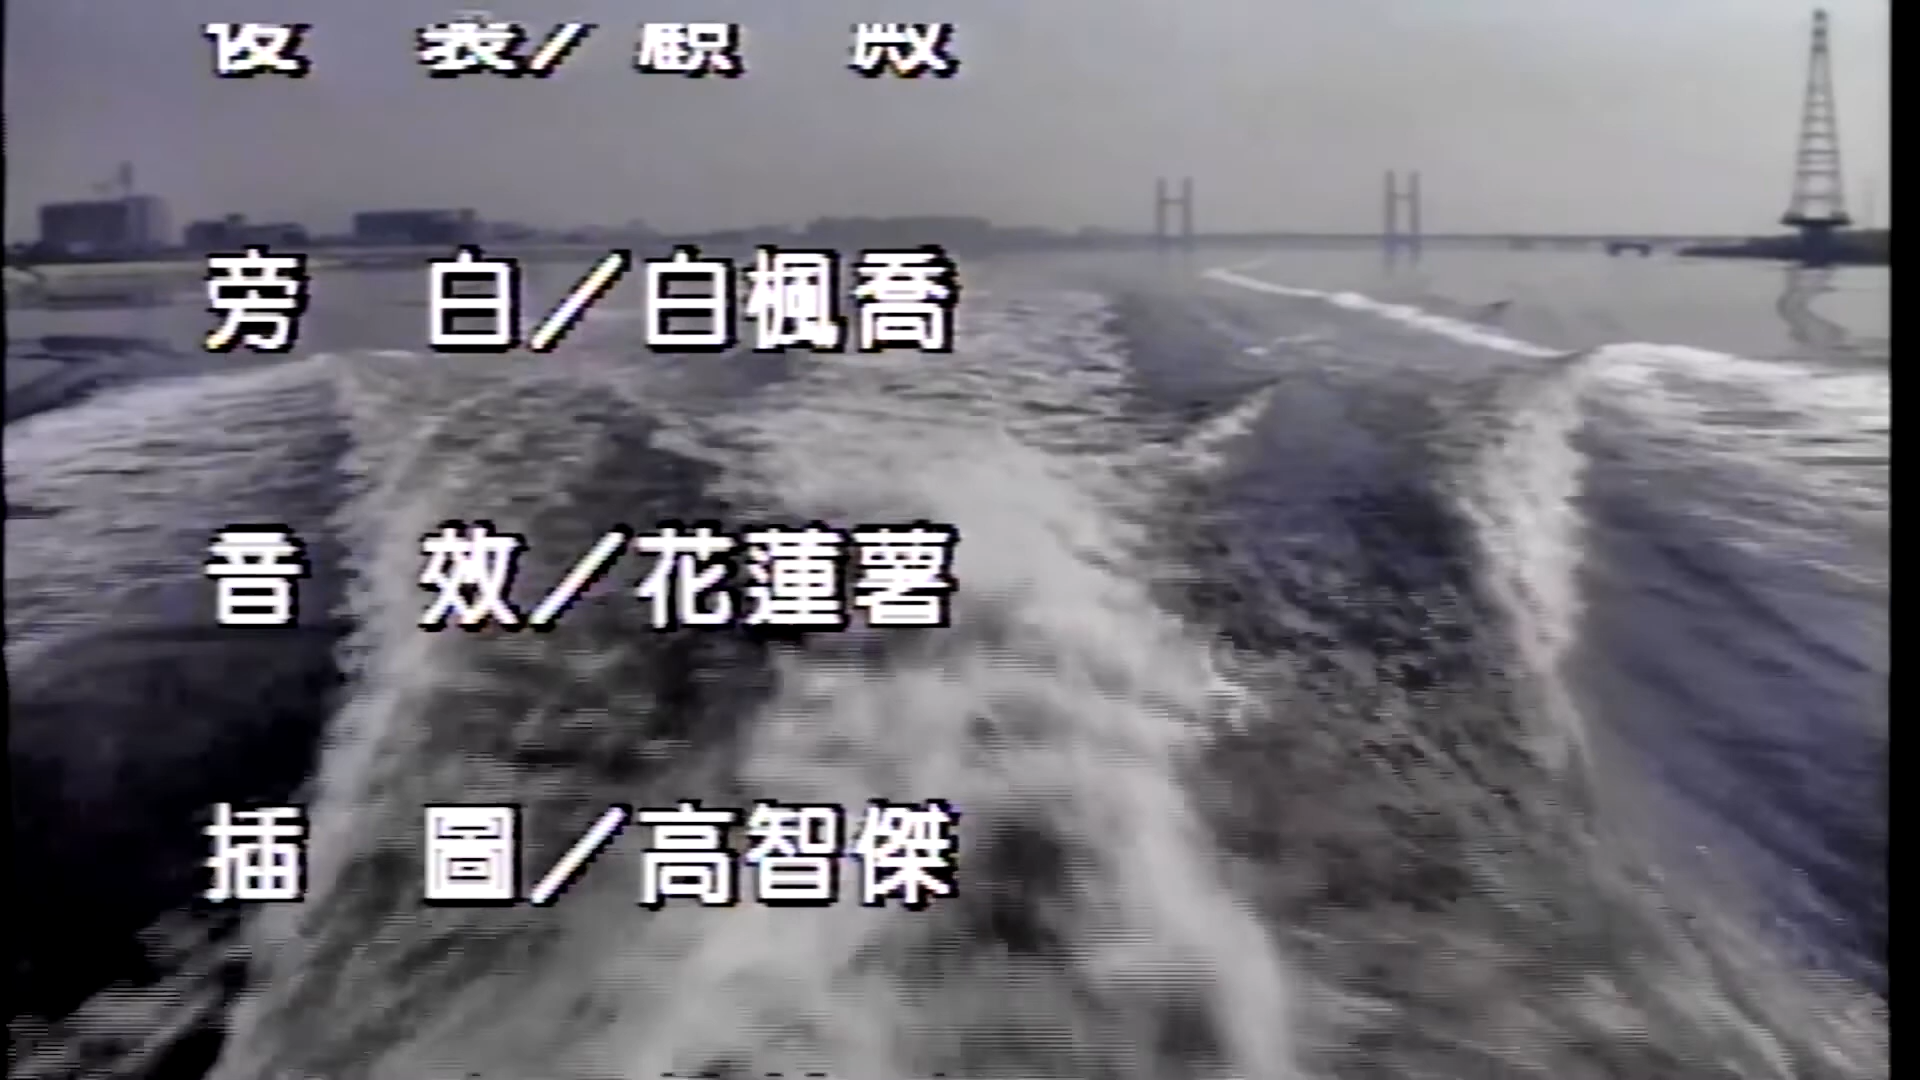 旁 白／白楓喬
音 效／花蓮薯
插 圖／高智傑